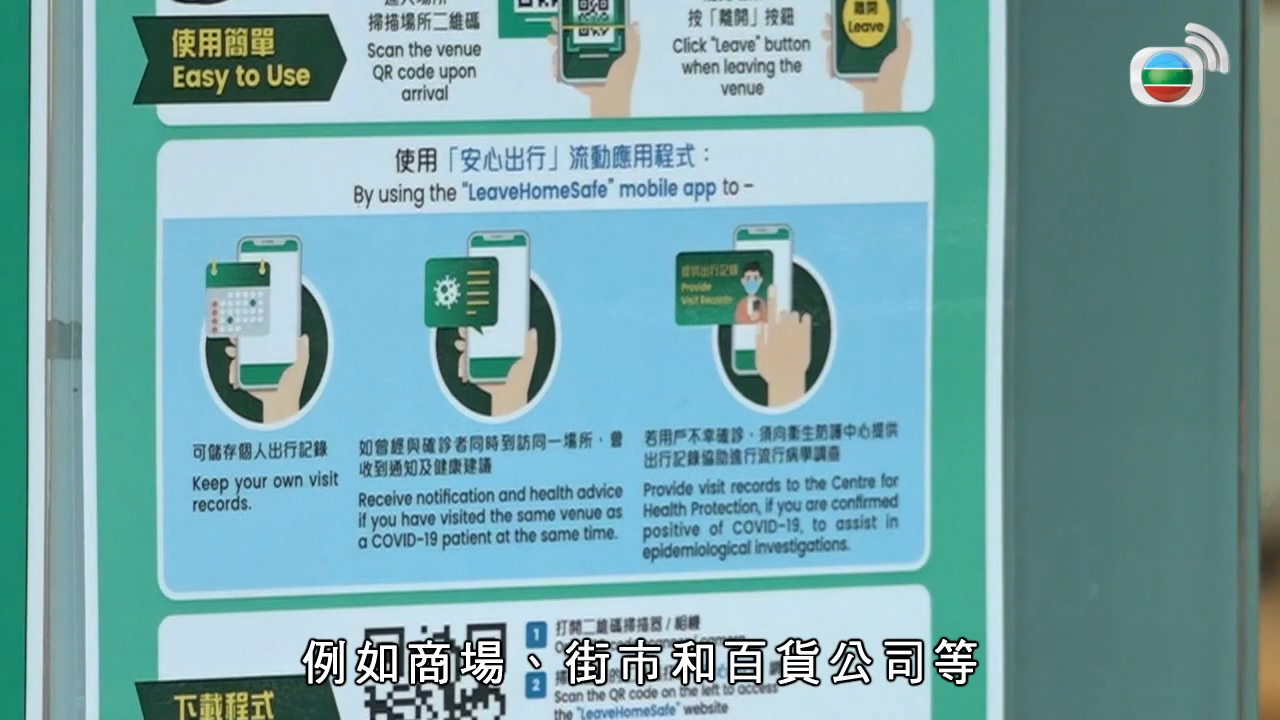 掃描場所二維碼
Scan the venue
QR code upon
arrival
按「離開」按鈕
Click "Leave" button
when leaving the
venue
離開
Leave
使用簡單
Easy to Use
使用「安心出行」流動應用程式：
By using the "LeaveHomeSafe" mobile app to –
提供出行記錄
Provide
Visit Records
可儲存個人出行記錄
Keep your own visit
records.
如曾經與確診者同時到訪同一場所，會
收到通知及健康建議
Receive notification and health advice
if you have visited the same venue as
a COVID-19 patient at the same time.
若用戶不幸確診，須向衞生防護中心提供
出行記錄協助進行流行病學調查
Provide visit records to the Centre for
Health Protection, if you are confirmed
positive of COVID-19, to assist in
epidemiological investigations.
下載程式
1 打開二維碼掃描器 / 相機
2
Scan the QR code on the left to access
the "LeaveHomeSafe" website
例如商場、街市和百貨公司等